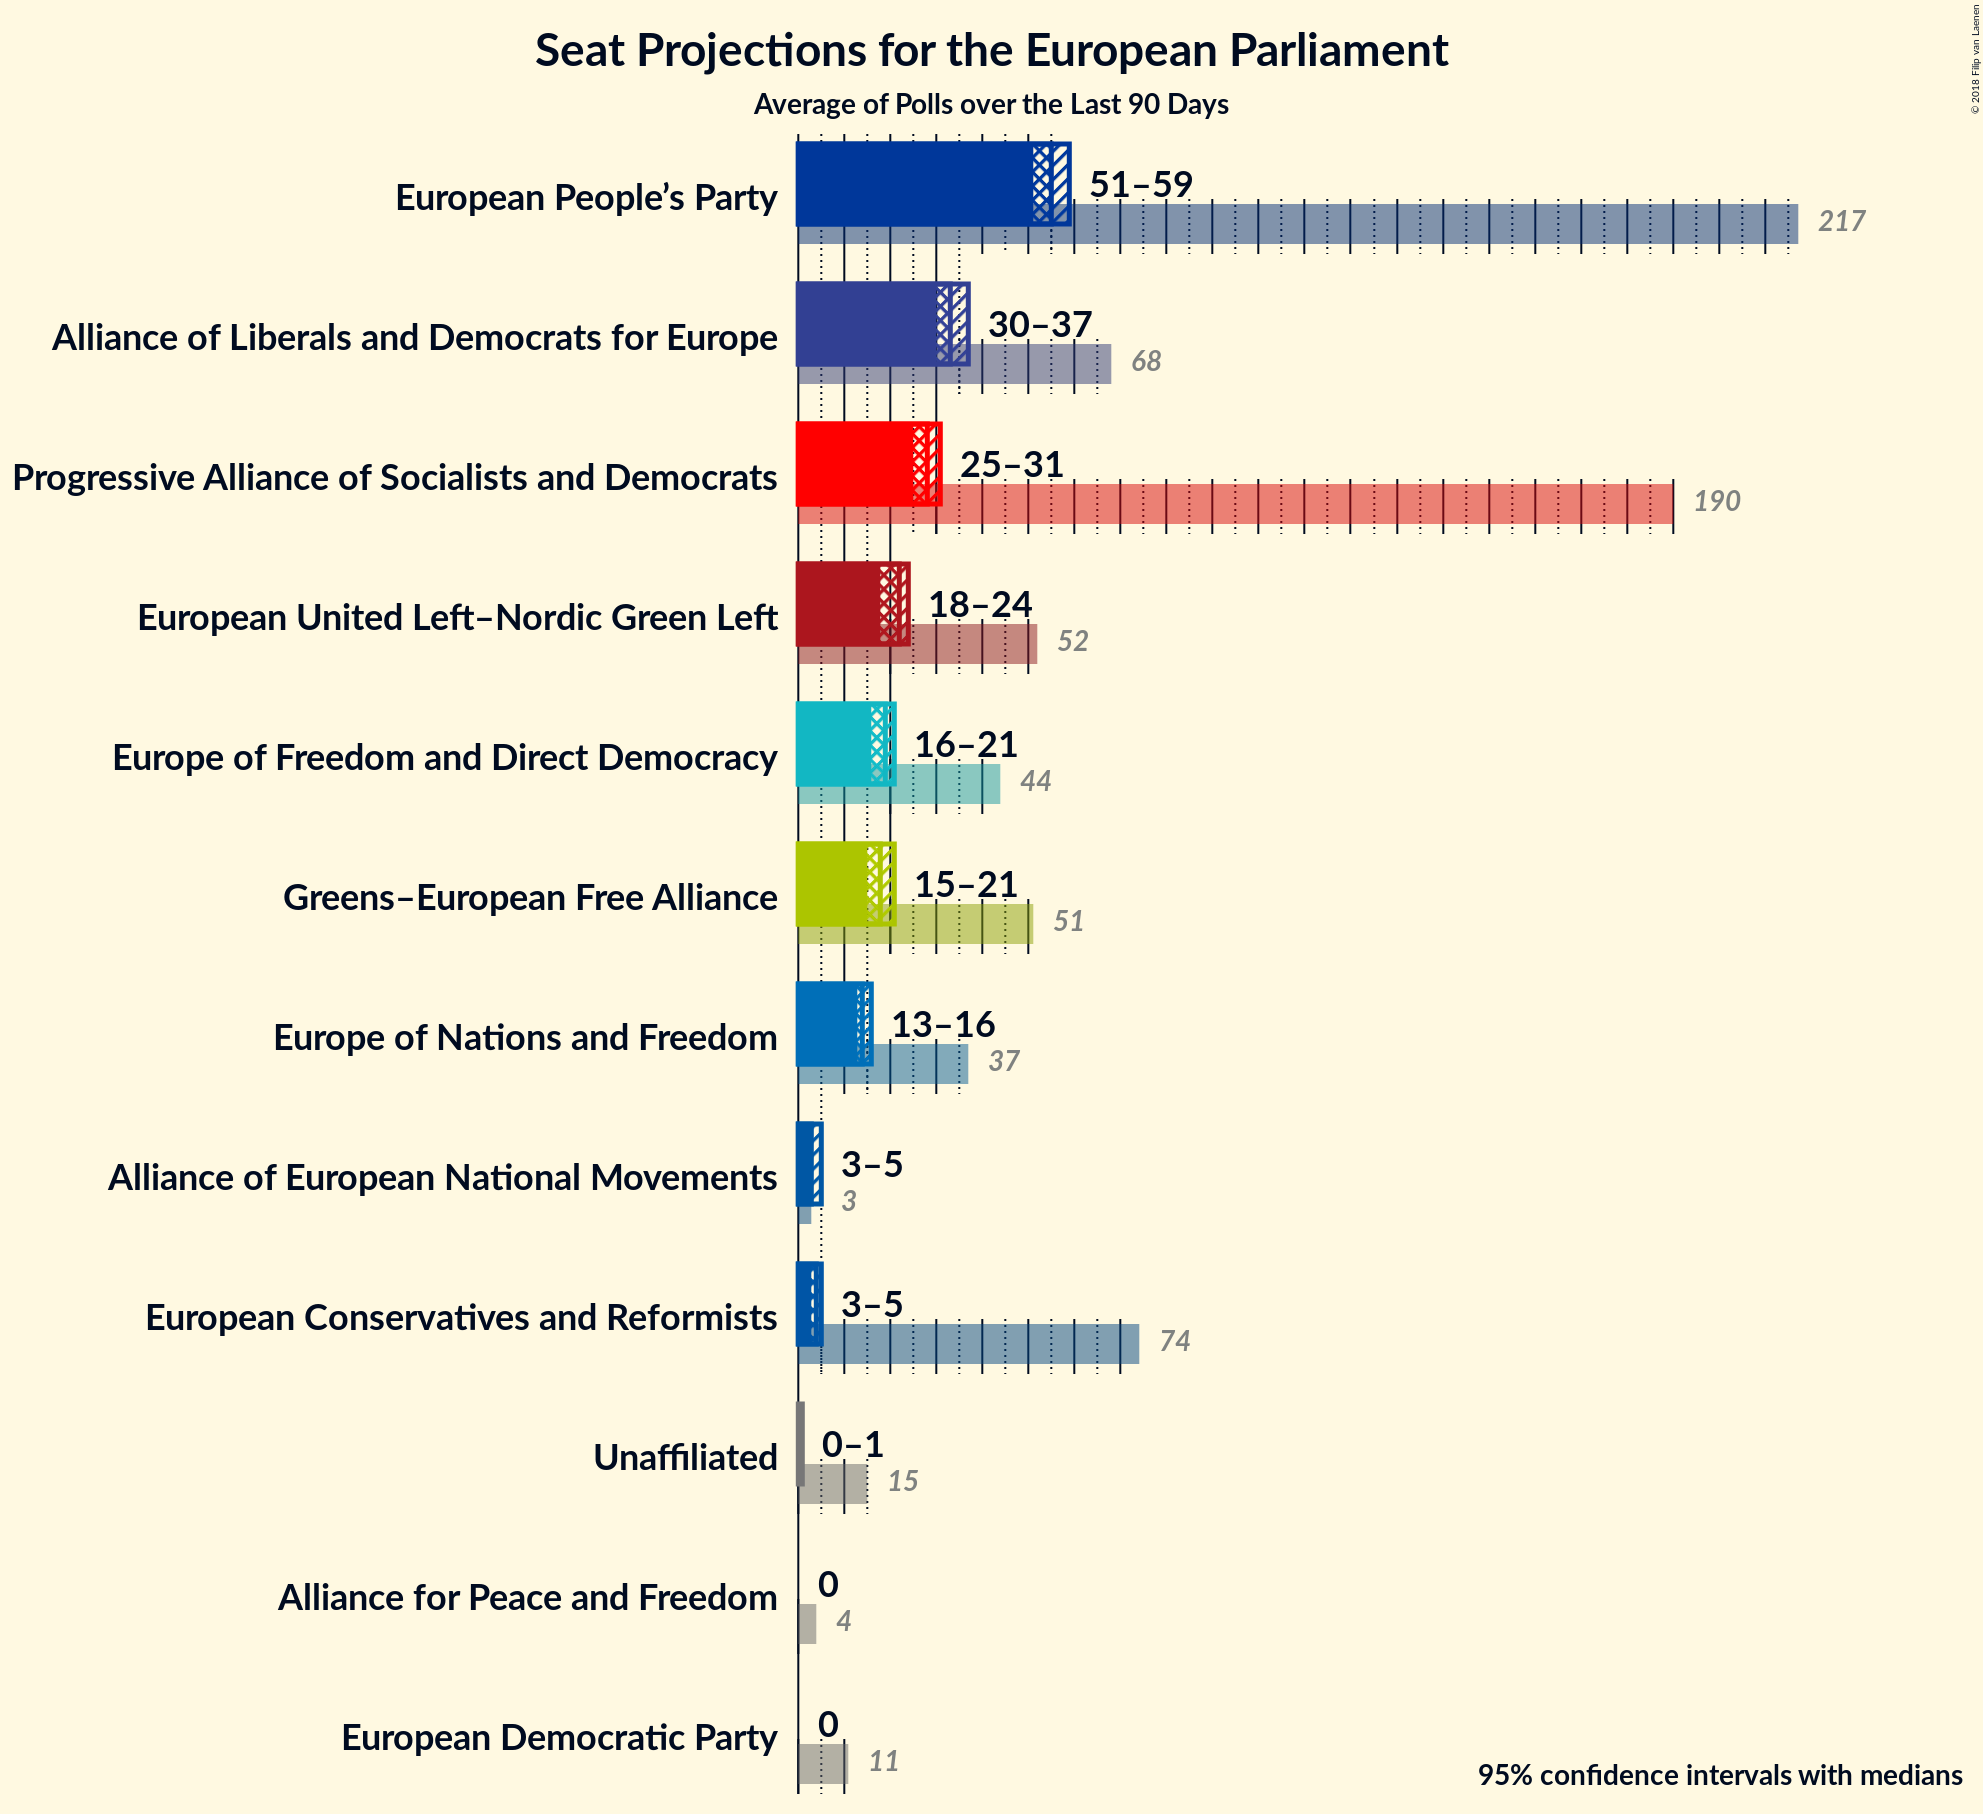 Seat Projections for the European Parliament
Average of Polls over the Last 90 Days
© 2018 Filip van Laenen
European People’s Party
51–59
217
Alliance of Liberals and Democrats for Europe
30–37
68
Progressive Alliance of Socialists and Democrats
25–31
190
European United Left–Nordic Green Left
18–24
52
Europe of Freedom and Direct Democracy
16–21
44
Greens–European Free Alliance
15–21
51
Europe of Nations and Freedom
13–16
37
Alliance of European National Movements
3–5
3
European Conservatives and Reformists
3–5
74
Unaffiliated
0–1
15
Alliance for Peace and Freedom
0
4
European Democratic Party
0
11
95% confidence intervals with medians